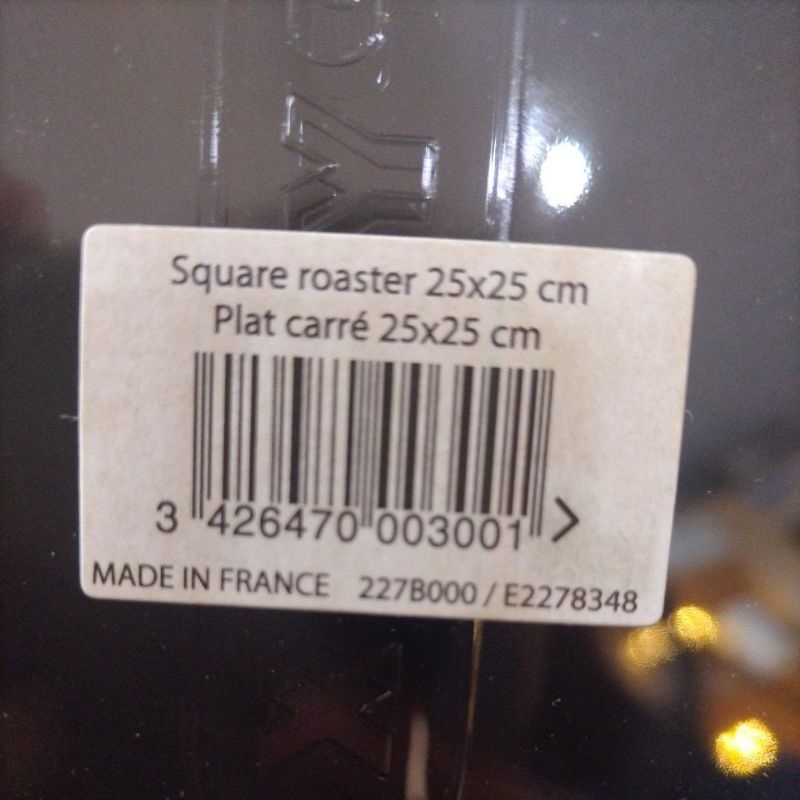 Square roaster 25x25 cm
Plat carré 25x25 cm
3 426470 003001 >
MADE IN FRANCE 227B000 / E2278348